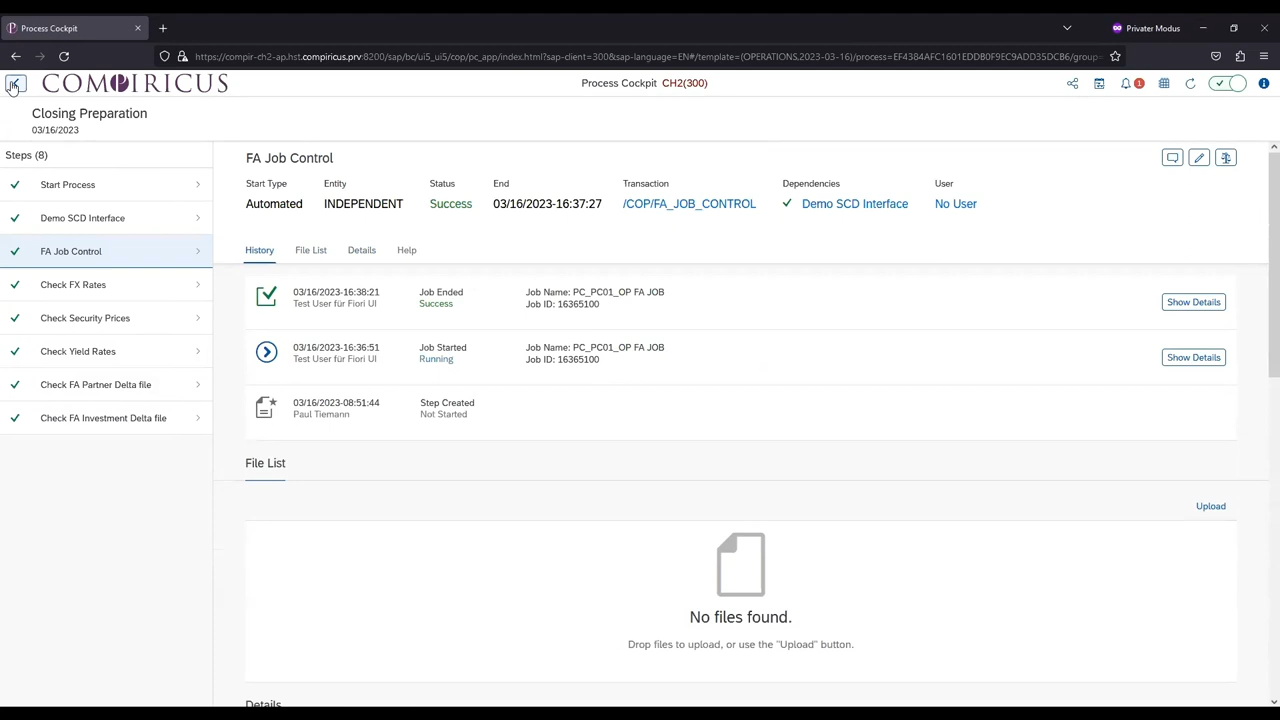 Process Cockpit
Privater Modus
https://compir-ch2-ap.hst.compiricus.prv:8200/sap/bc/ui5_ui5/cop/pc_app/index.html?sap-client=300&sap-language=EN#/template=(OPERATIONS,2023-03-16)/process=EF4384AFC1601EDDB0F9EC9ADD35DCB6/group=
COMPIRICUS
Process Cockpit CH2(300)
1
Closing Preparation
03/16/2023
Steps (8)
Start Process
Demo SCD Interface
FA Job Control
Check FX Rates
Check Security Prices
Check Yield Rates
Check FA Partner Delta file
Check FA Investment Delta file
FA Job Control
Start Type Entity Status End Transaction Dependencies User
Automated INDEPENDENT Success 03/16/2023-16:37:27 /COP/FA_JOB_CONTROL Demo SCD Interface No User
History File List Details Help
03/16/2023-16:38:21 Job Ended Job Name: PC_PC01_OP FA JOB
Test User für Fiori UI Success Job ID: 16365100
Show Details
03/16/2023-16:36:51 Job Started Job Name: PC_PC01_OP FA JOB
Test User für Fiori UI Running Job ID: 16365100
Show Details
03/16/2023-08:51:44 Step Created
Paul Tiemann Not Started
File List
Upload
No files found.
Drop files to upload, or use the "Upload" button.
Details